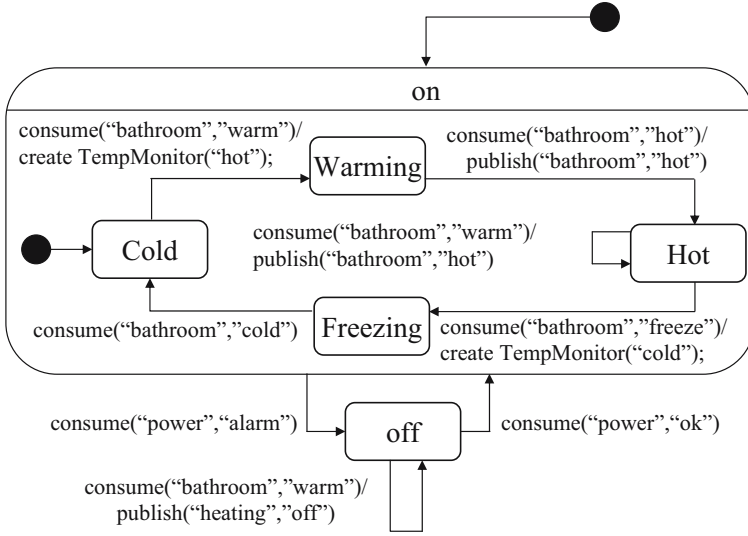 on
consume(“bathroom”,”warm”)/
create TempMonitor(“hot”);
Warming
consume(“bathroom”,”hot”)/
publish(“bathroom”,”hot”)
Cold
consume(“bathroom”,”warm”)/
publish(“bathroom”,”hot”)
Hot
consume(“bathroom”,”cold”)
Freezing
consume(“bathroom”,”freeze”)/
create TempMonitor(“cold”);
consume(“power”,”alarm”)
off
consume(“power”,”ok”)
consume(“bathroom”,”warm”)/
publish(“heating”,”off”)